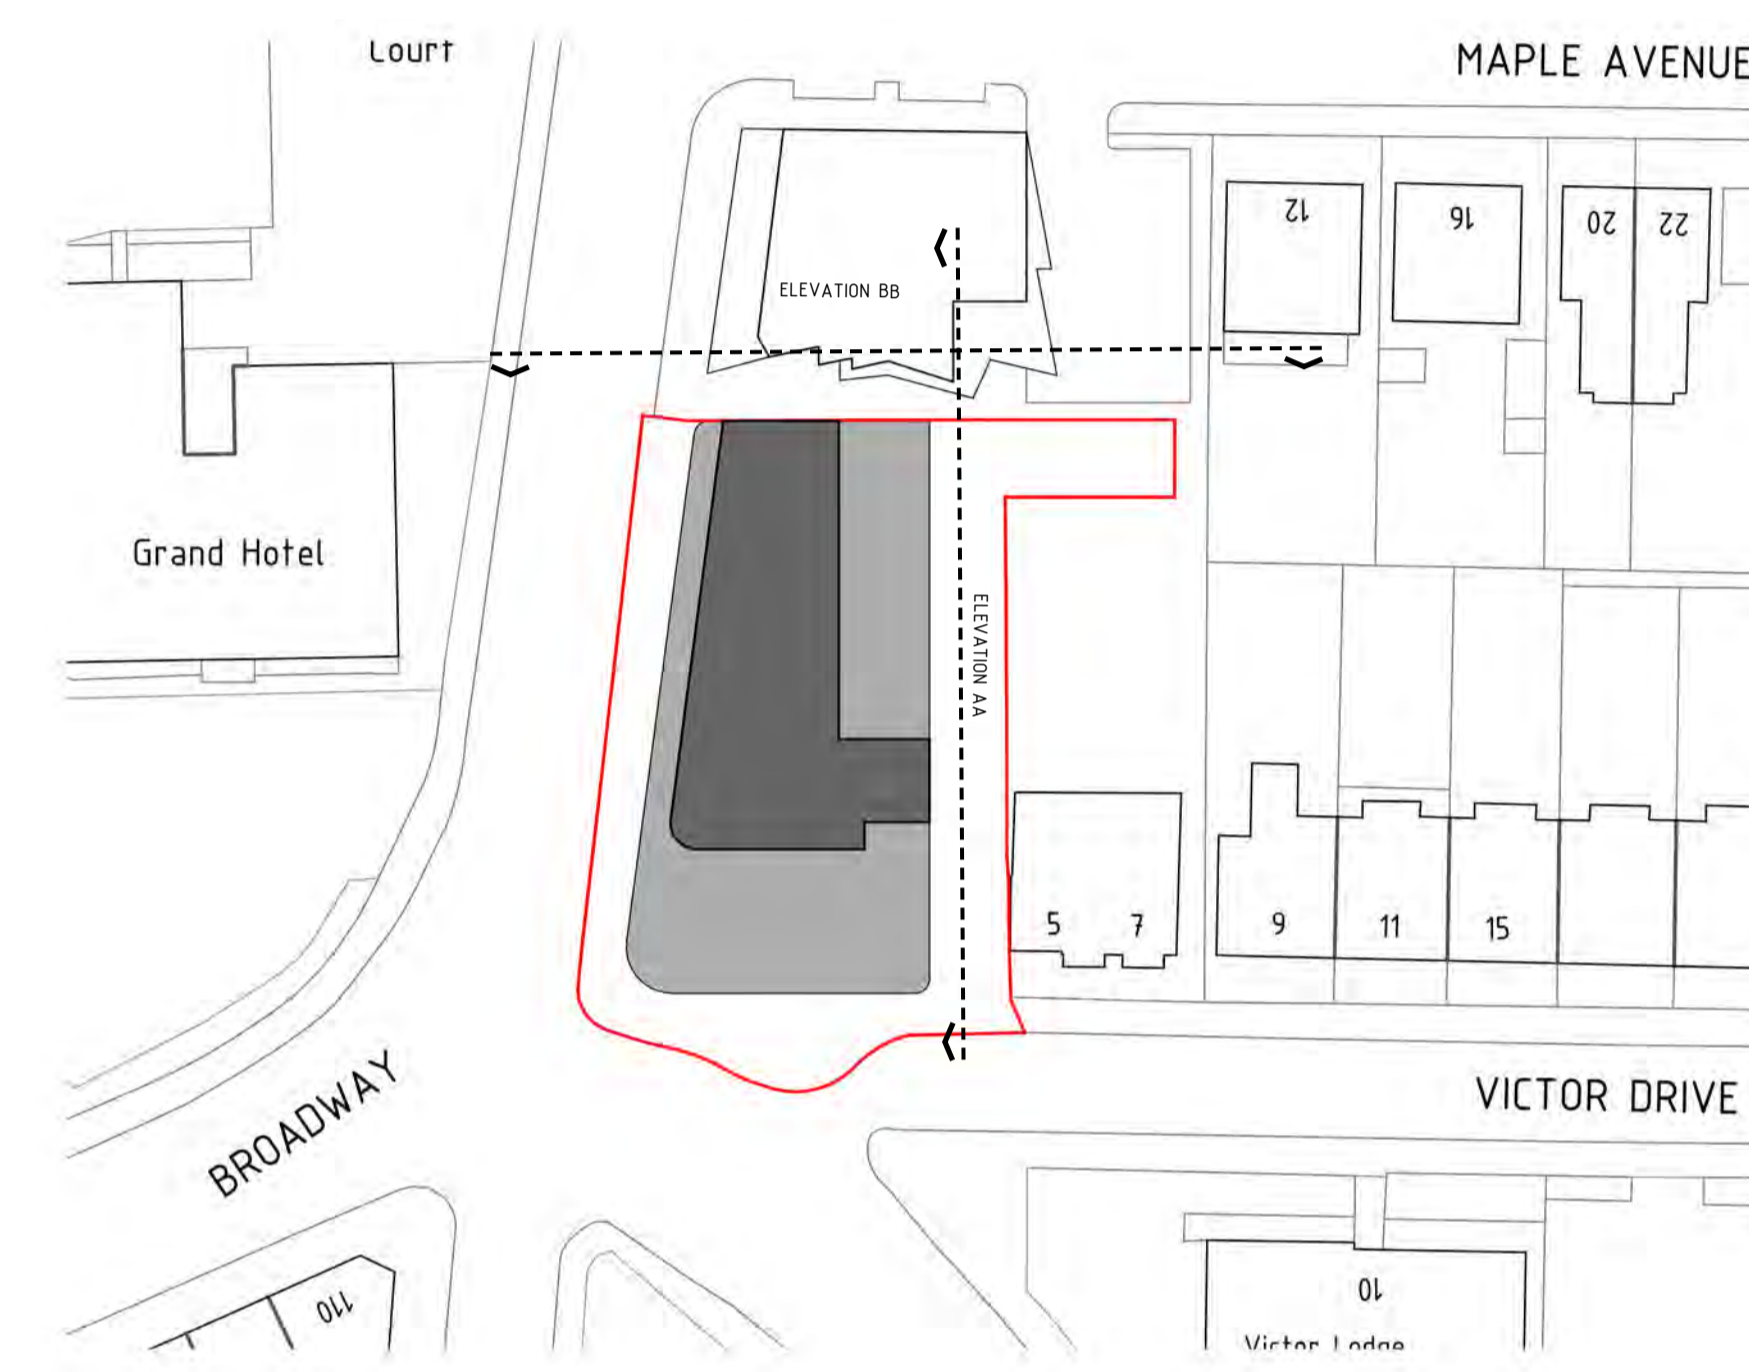 Court
MAPLE AVENUE
12
16
20
22
ELEVATION BB
Grand Hotel
ELEVATION AA
5
7
9
11
15
BROADWAY
VICTOR DRIVE
110
10
Victor Lodge